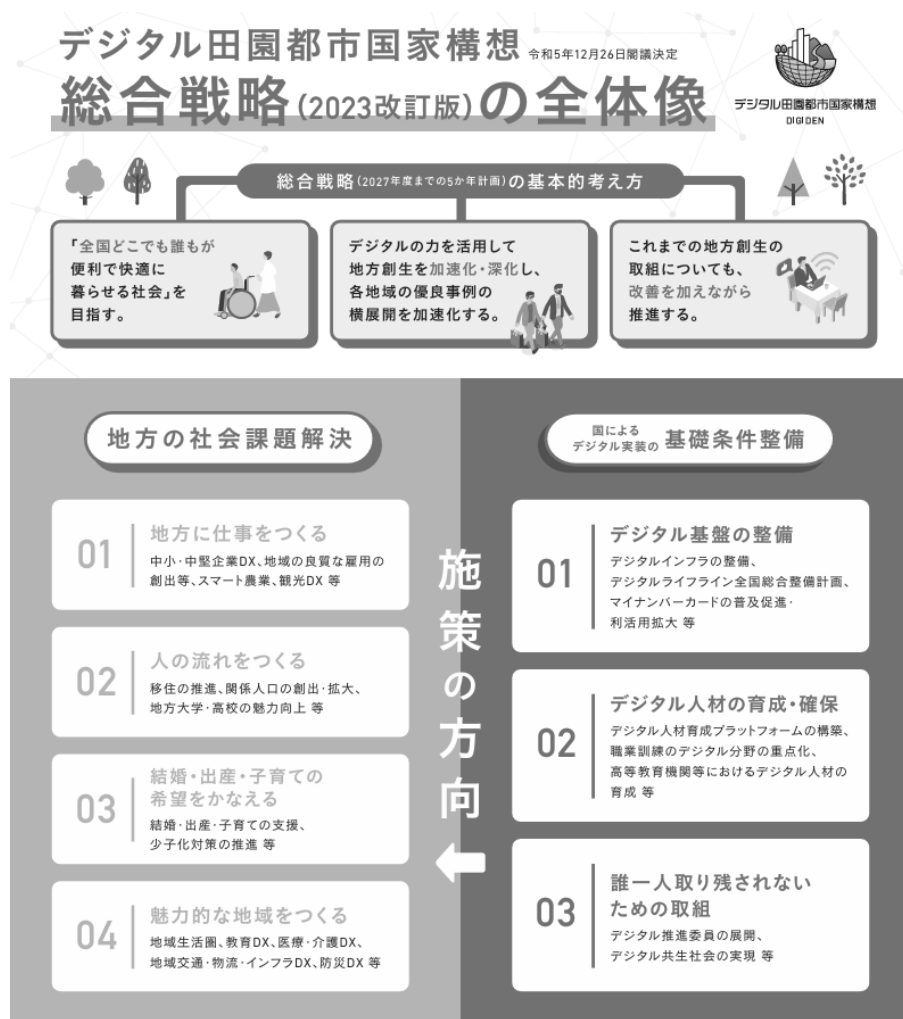 デジタル田園都市国家構想 令和5年12月26日閣議決定
総合戦略(2023改訂版)の全体像
デジタル田園都市国家構想
DIGIDEN
総合戦略(2027年度までの5か年計画)の基本的考え方
「全国どこでも誰もが
便利で快適に
暮らせる社会」を
目指す。
デジタルの力を活用して
地方創生を加速化・深化し、
各地域の優良事例の
横展開を加速化する。
これまでの地方創生の
取組についても、
改善を加えながら
推進する。
施策の方向
地方の社会課題解決
01
地方に仕事をつくる
中小・中堅企業DX、地域の良質な雇用の
創出等、スマート農業、観光DX 等
02
人の流れをつくる
移住の推進、関係人口の創出・拡大、
地方大学・高校の魅力向上 等
03
結婚・出産・子育ての
希望をかなえる
結婚・出産・子育ての支援、
少子化対策の推進 等
04
魅力的な地域をつくる
地域生活圏、教育DX、医療・介護DX、
地域交通・物流・インフラDX、防災DX 等
国による
デジタル実装の 基礎条件整備
01
デジタル基盤の整備
デジタルインフラの整備、
デジタルライフライン全国総合整備計画、
マイナンバーカードの普及促進・
利活用拡大 等
02
デジタル人材の育成・確保
デジタル人材育成プラットフォームの構築、
職業訓練のデジタル分野の重点化、
高等教育機関等におけるデジタル人材の
育成 等
03
誰一人取り残されない
ための取組
デジタル推進委員の展開、
デジタル共生社会の実現 等